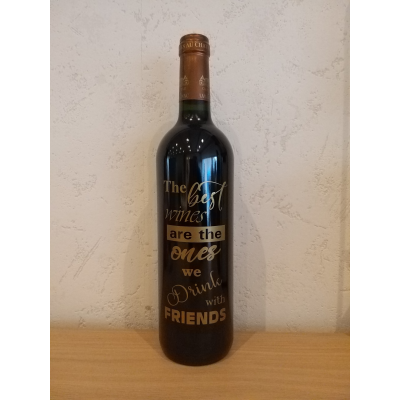 The best
wines
are the
ones
we
Drink
with
FRIENDS